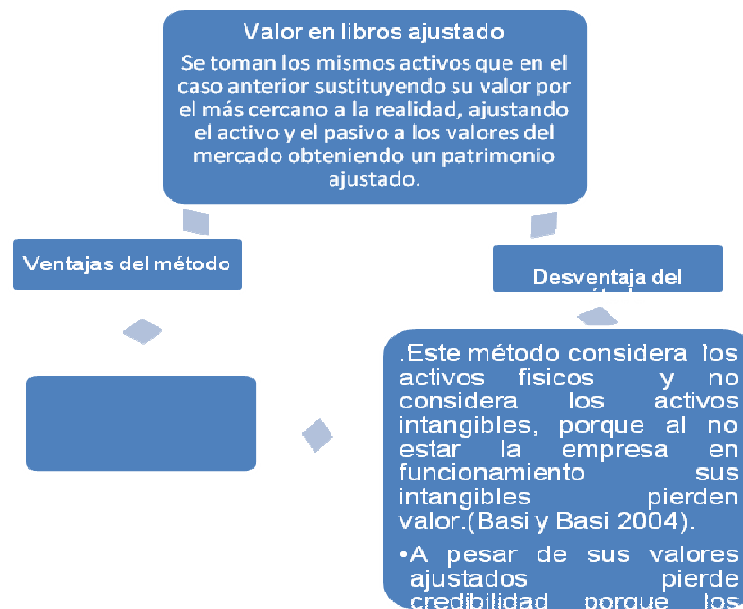 Valor en libros ajustado
Se toman los mismos activos que en el
caso anterior sustituyendo su valor por
el más cercano a la realidad, ajustando
el activo y el pasivo a los valores del
mercado obteniendo un patrimonio
ajustado.
Ventajas del método
Desventaja del
.Este método considera los
activos fisicos y no
considera los activos
intangibles, porque al no
estar la empresa en
funcionamiento sus
intangibles pierden
valor.(Basi y Basi 2004).
•A pesar de sus valores
ajustados pierde
credibilidad porque los